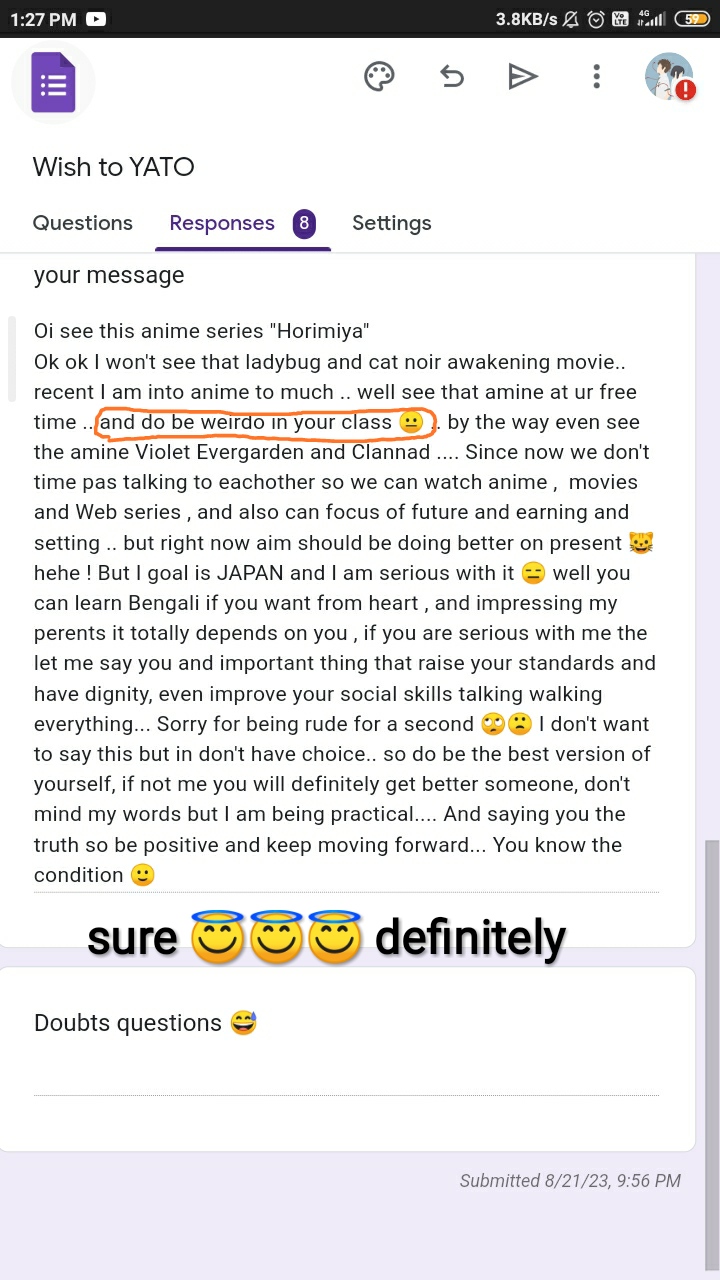 1:27 PM
3.8KB/s
Vo LTE
4G
59
Wish to YATO
Questions
Responses 8
Settings
your message
Oi see this anime series "Horimiya"
Ok ok I won't see that ladybug and cat noir awakening movie..
recent I am into anime to much .. well see that amine at ur free
time .. and do be weirdo in your class 😐 .. by the way even see
the amine Violet Evergarden and Clannad .... Since now we don't
time pas talking to eachother so we can watch anime , movies
and Web series , and also can focus of future and earning and
setting .. but right now aim should be doing better on present 😺
hehe ! But I goal is JAPAN and I am serious with it 😑 well you
can learn Bengali if you want from heart , and impressing my
perents it totally depends on you , if you are serious with me the
let me say you and important thing that raise your standards and
have dignity, even improve your social skills talking walking
everything... Sorry for being rude for a second 🙄🙁 I don't want
to say this but in don't have choice.. so do be the best version of
yourself, if not me you will definitely get better someone, don't
mind my words but I am being practical.... And saying you the
truth so be positive and keep moving forward... You know the
condition 🙂
sure 😇😇😇 definitely
Doubts questions 😅
Submitted 8/21/23, 9:56 PM